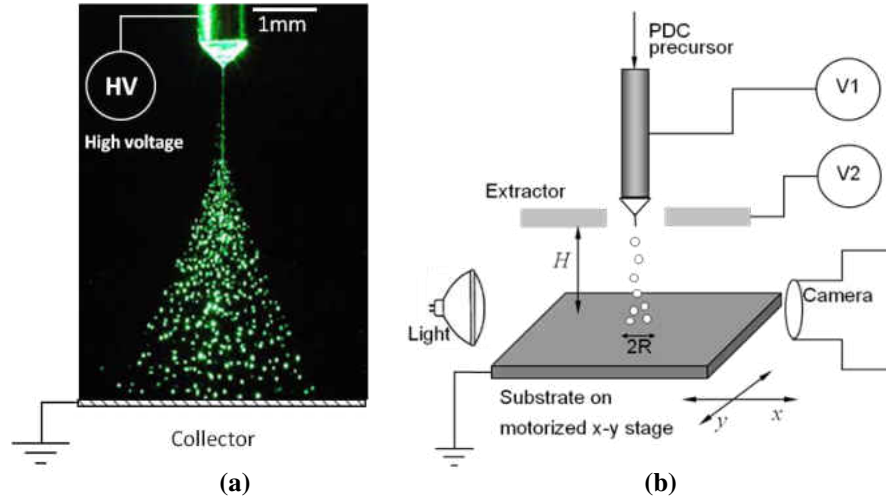 1mm
HV
High voltage
Collector
(a)
PDC
precursor
V1
V2
Extractor
H
Light
Camera
2R
Substrate on
motorized x-y stage
y
x
(b)